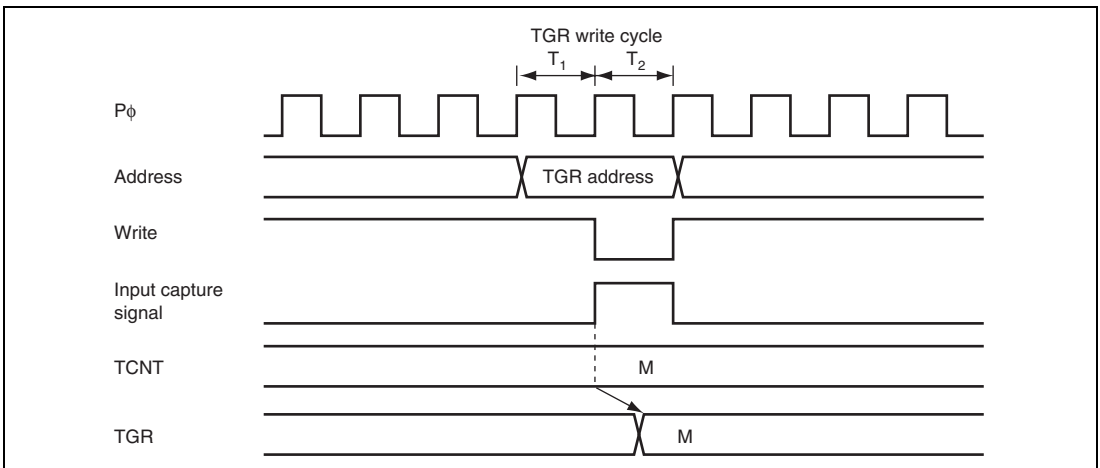 TGR write cycle
T1 T2
Pφ
Address
TGR address
Write
Input capture
signal
TCNT
M
TGR
M